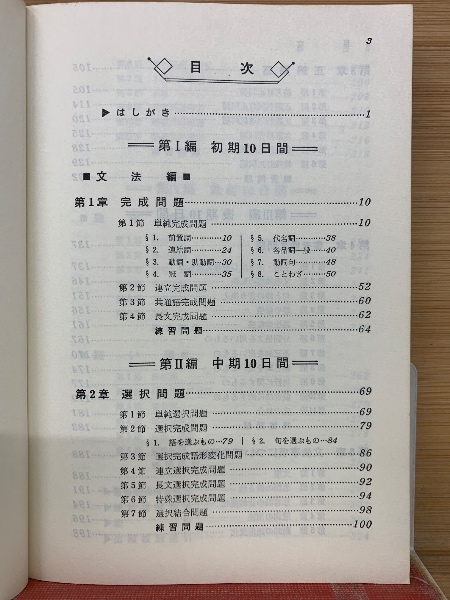 3
目次
▶はしがき……1
第Ⅰ編 初期10日間
■文法編■
第1章 完成問題……10
第1節 単純完成問題……10
§1. 前置詞……10
§2. 連結詞……24
§3. 動詞・助動詞…30
§4. 冠詞……35
§5. 代名詞……38
§6. 各品詞一般…40
§7. 動詞句……48
§8. ことわざ……50
第2節 連立完成問題……52
第3節 共通語完成問題……60
第4節 長文完成問題……62
練習問題……64
第Ⅱ編 中期10日間
第2章 選択問題……69
第1節 単純選択問題……69
第2節 選択完成問題……79
§1. 語を選ぶもの…79
§2. 句を選ぶもの…84
第3節 選択完成語形変化問題……86
第4節 連立選択完成問題……90
第5節 長文選択完成問題……92
第6節 特殊選択完成問題……94
第7節 選択結合問題……98
練習問題……100